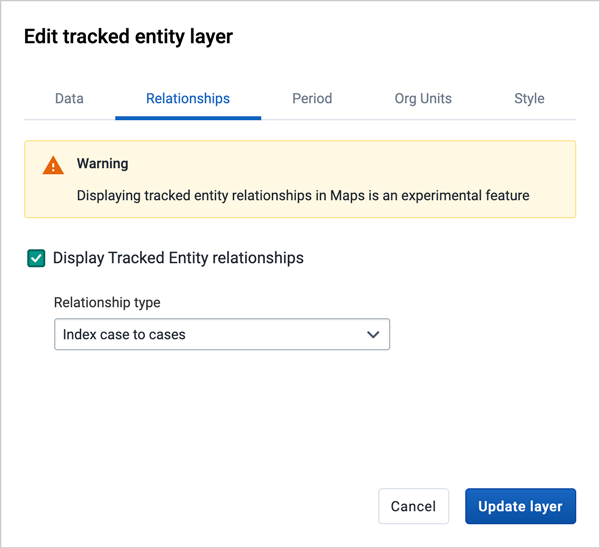 Edit tracked entity layer
Data Relationships Period Org Units Style
Warning
Displaying tracked entity relationships in Maps is an experimental feature
Display Tracked Entity relationships
Relationship type
Index case to cases
Cancel Update layer